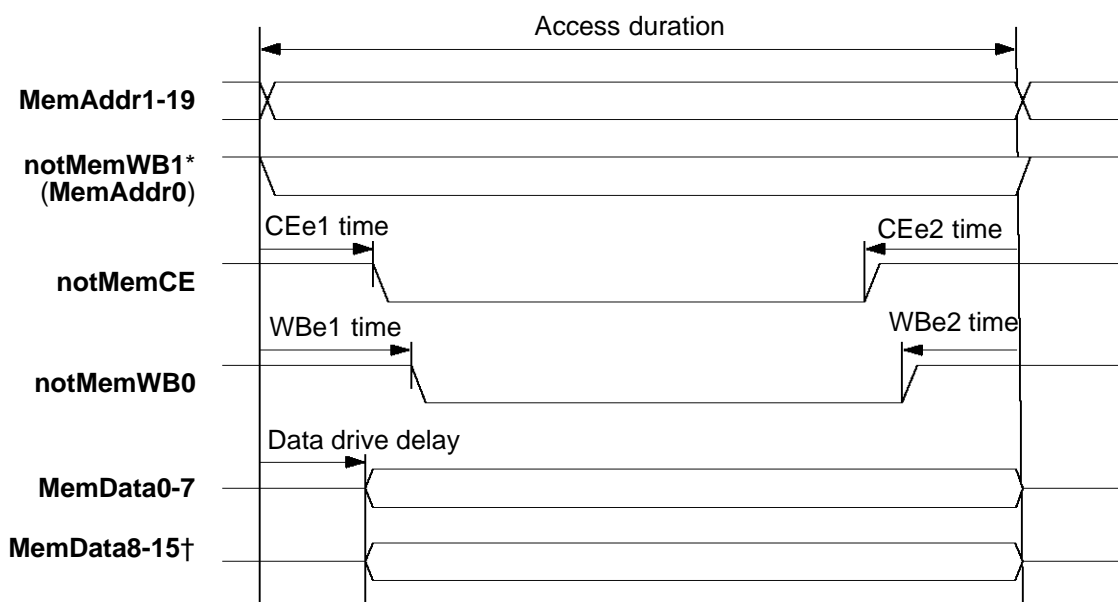 Access duration
MemAddr1-19
notMemWB1*
(MemAddr0)
CEe1 time
CEe2 time
notMemCE
WBe1 time
WBe2 time
notMemWB0
Data drive delay
MemData0-7
MemData8-15†